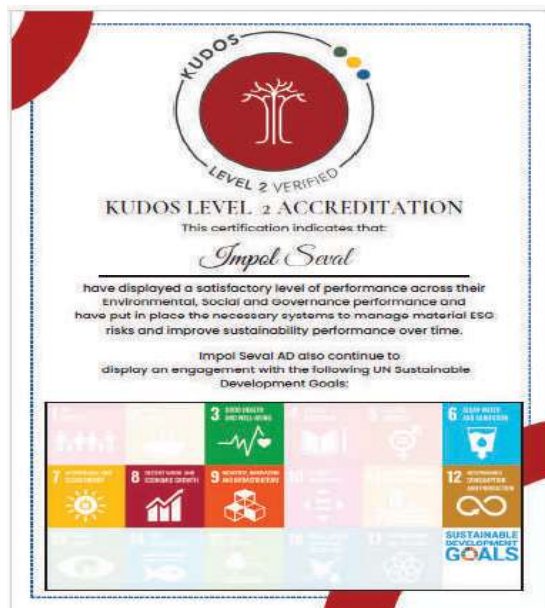 KUDOS
LEVEL 2 VERIFIED
KUDOS LEVEL 2 ACCREDITATION
This certification indicates that:
Impol Seval
have displayed a satisfactory level of performance across their
Environmental, Social and Governance performance and
have put in place the necessary systems to manage material ESG
risks and improve sustainability performance over time.
Impol Seval AD also continue to
display an engagement with the following UN Sustainable
Development Goals:
3 GOOD HEALTH
AND WELL-BEING
6 CLEAN WATER
AND SANITATION
7 AFFORDABLE AND
CLEAN ENERGY
8 DECENT WORK AND
ECONOMIC GROWTH
9 INDUSTRY, INNOVATION
AND INFRASTRUCTURE
12 RESPONSIBLE
CONSUMPTION
AND PRODUCTION
SUSTAINABLE
DEVELOPMENT
GOALS